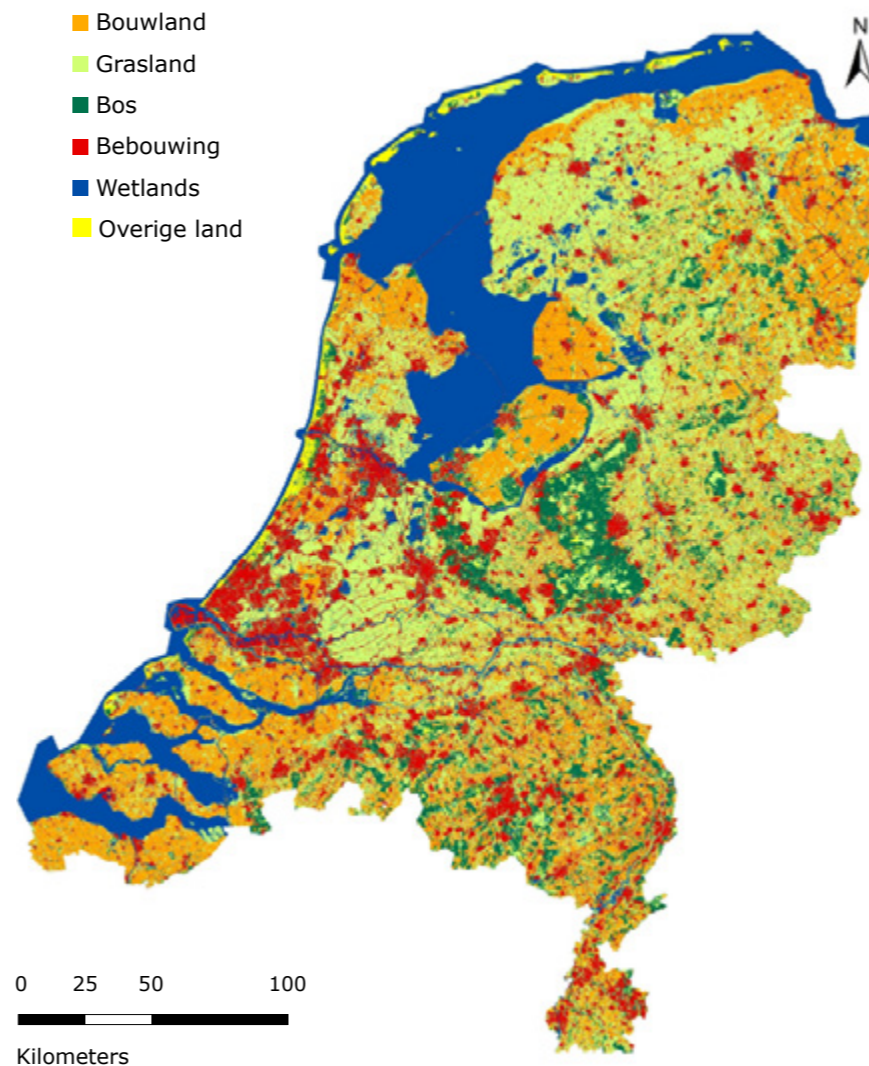 Bouwland
Grasland
Bos
Bebouwing
Wetlands
Overige land
N
0 25 50 100
Kilometers